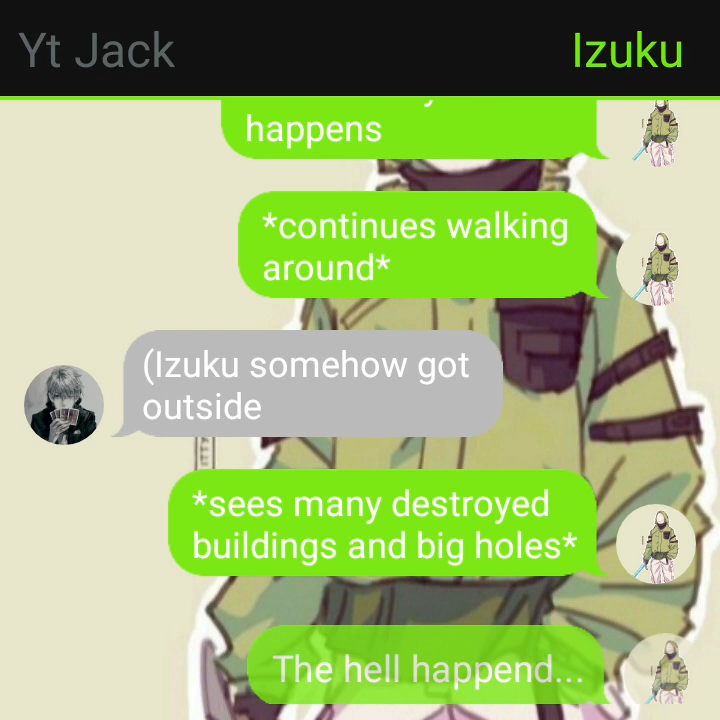 Yt Jack
Izuku
happens
*continues walking
around*
(Izuku somehow got
outside
*sees many destroyed
buildings and big holes*
The hell happend...